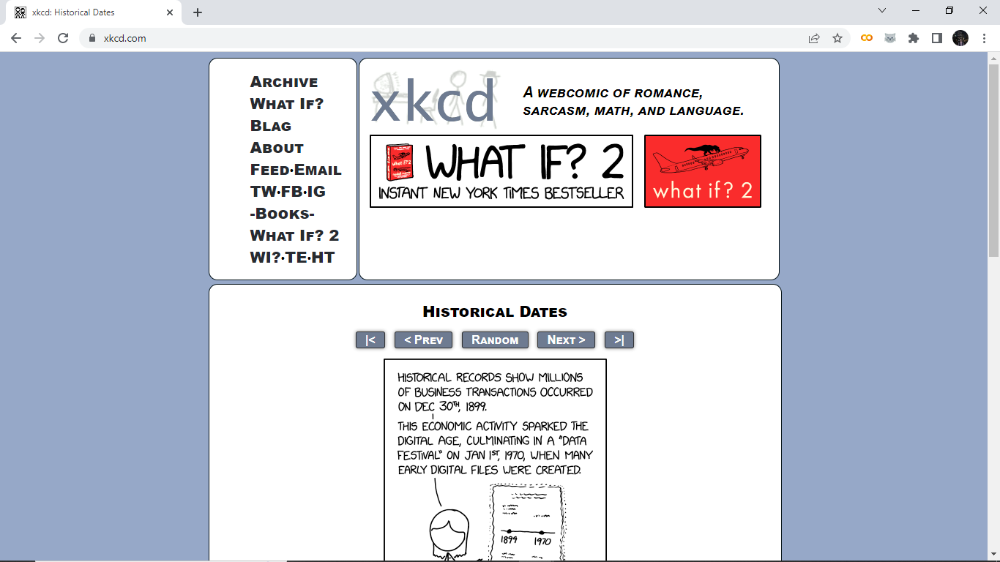 xkcd: Historical Dates
xkcd.com
Archive
What If?
Blag
About
Feed·Email
TW·FB·IG
-Books-
What If? 2
WI?·TE·HT
xkcd
A webcomic of romance,
sarcasm, math, and language.
what if? 2
WHAT IF? 2
INSTANT NEW YORK TIMES BESTSELLER
what if? 2
Historical Dates
|<
< Prev
Random
Next >
>|
HISTORICAL RECORDS SHOW MILLIONS
OF BUSINESS TRANSACTIONS OCCURRED
ON DEC 30TH, 1899.
THIS ECONOMIC ACTIVITY SPARKED THE
DIGITAL AGE, CULMINATING IN A "DATA
FESTIVAL" ON JAN 1ST, 1970, WHEN MANY
EARLY DIGITAL FILES WERE CREATED.
1899 1970